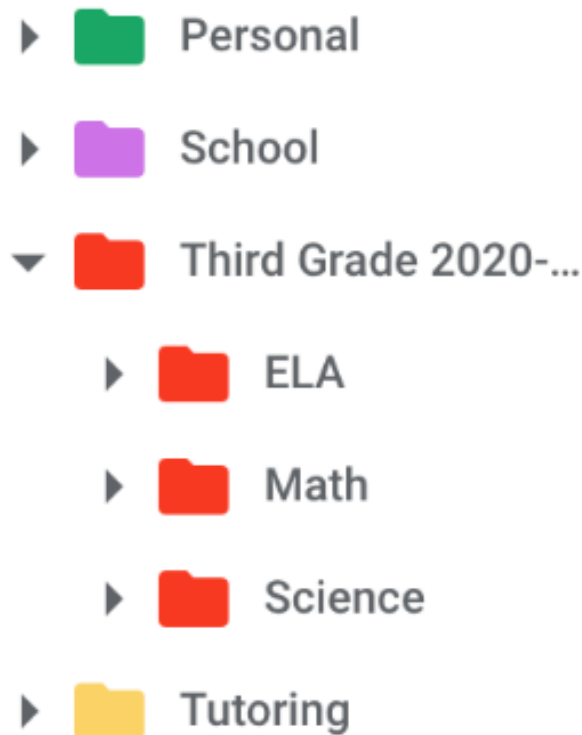 Personal
School
Third Grade 2020-...
ELA
Math
Science
Tutoring